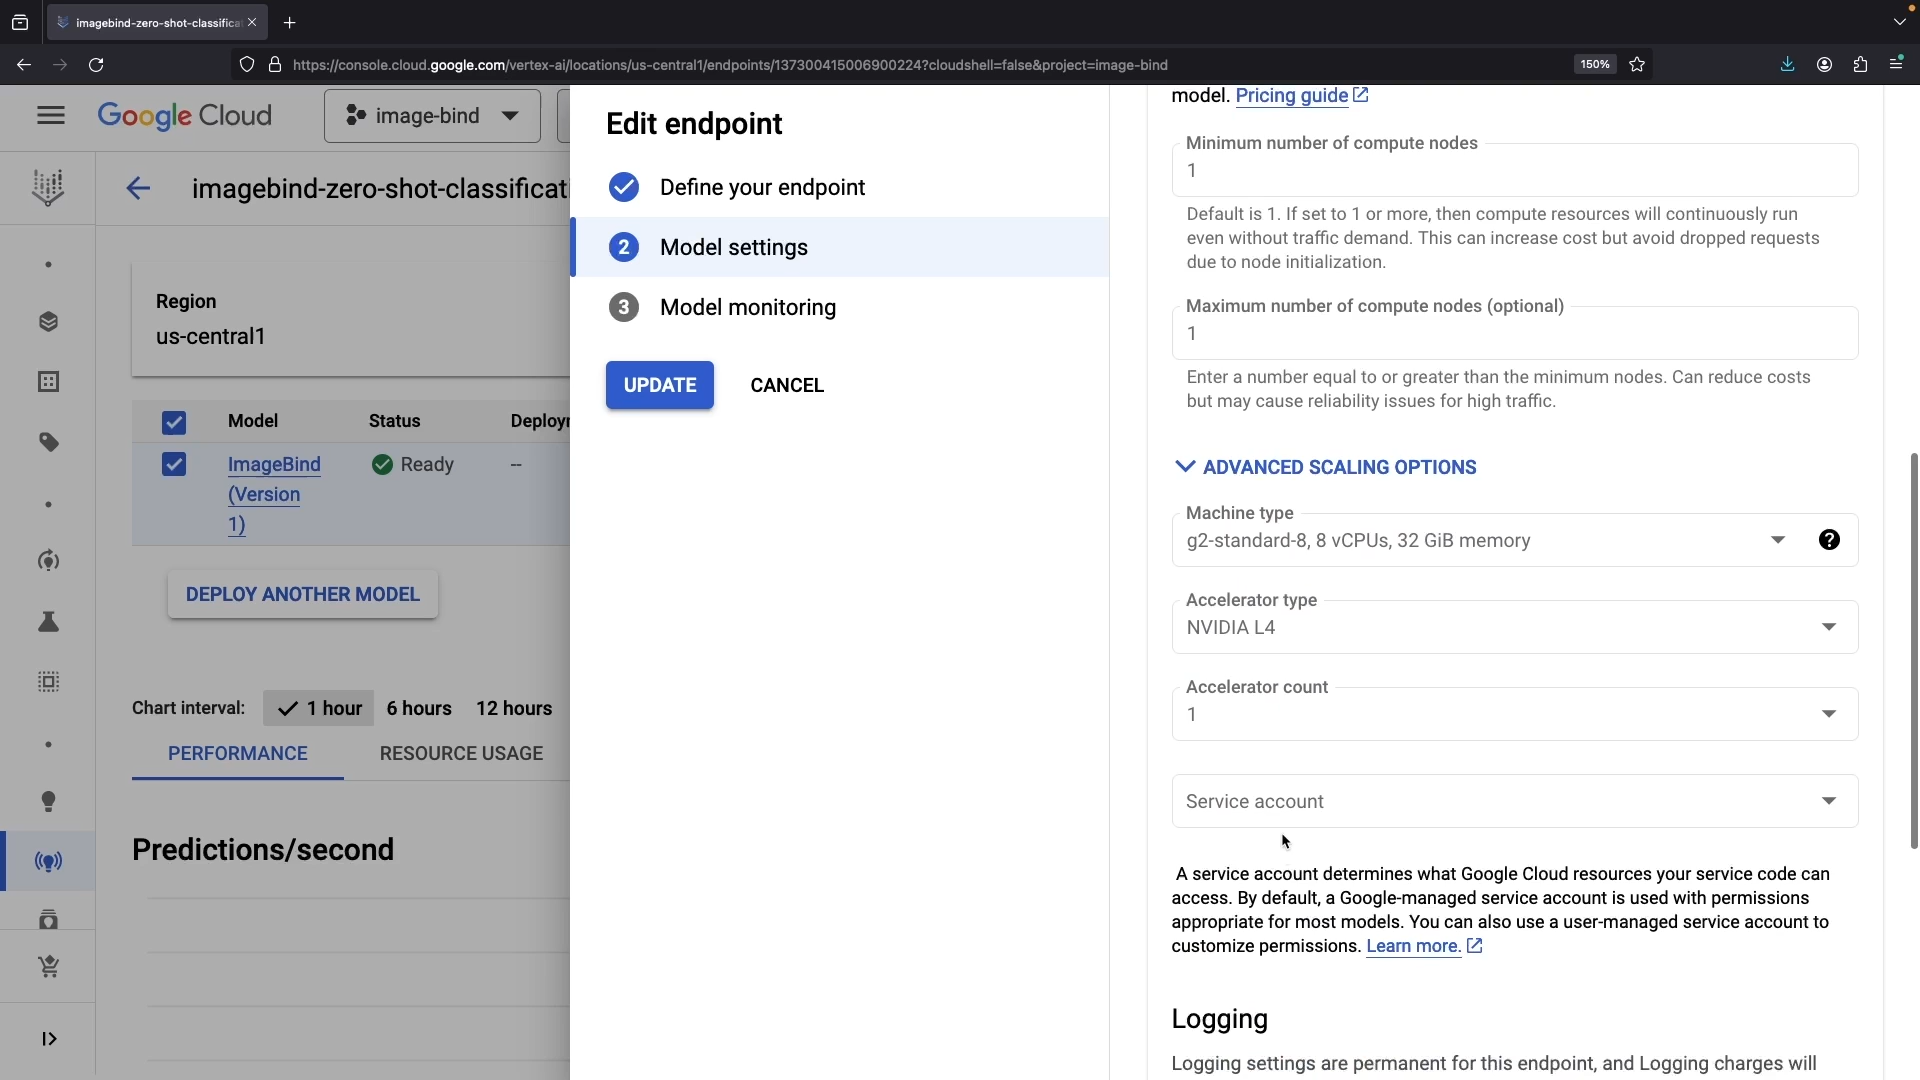 imagebind-zero-shot-classifica
https://console.cloud.google.com/vertex-ai/locations/us-central1/endpoints/137300415006900224?cloudshell=false&project=image-bind
150%
Google Cloud
image-bind
imagebind-zero-shot-classificati
Region
us-central1
Model
Status
Deployr
ImageBind
(Version
1)
Ready
--
DEPLOY ANOTHER MODEL
Chart interval:
1 hour
6 hours
12 hours
PERFORMANCE
RESOURCE USAGE
Predictions/second
Edit endpoint
Define your endpoint
2
Model settings
3
Model monitoring
UPDATE
CANCEL
model. Pricing guide
Minimum number of compute nodes
1
Default is 1. If set to 1 or more, then compute resources will continuously run
even without traffic demand. This can increase cost but avoid dropped requests
due to node initialization.
Maximum number of compute nodes (optional)
1
Enter a number equal to or greater than the minimum nodes. Can reduce costs
but may cause reliability issues for high traffic.
ADVANCED SCALING OPTIONS
Machine type
g2-standard-8, 8 vCPUs, 32 GiB memory
?
Accelerator type
NVIDIA L4
Accelerator count
1
Service account
A service account determines what Google Cloud resources your service code can
access. By default, a Google-managed service account is used with permissions
appropriate for most models. You can also use a user-managed service account to
customize permissions. Learn more.
Logging
Logging settings are permanent for this endpoint, and Logging charges will